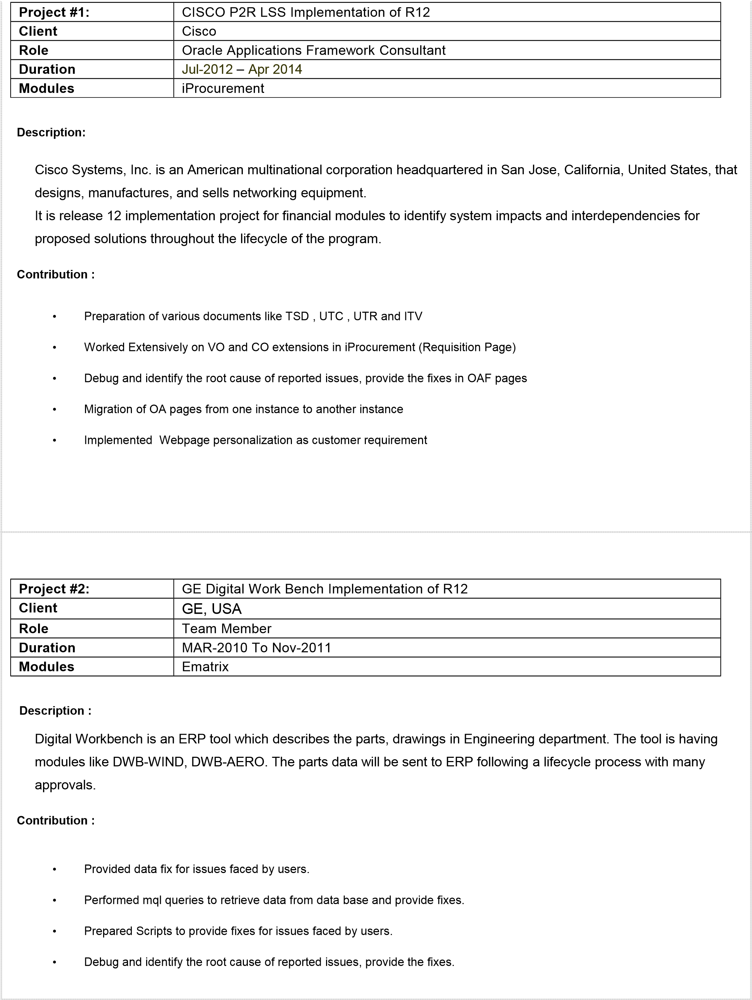 Project #1: CISCO P2R LSS Implementation of R12
Client Cisco
Role Oracle Applications Framework Consultant
Duration Jul-2012 – Apr 2014
Modules iProcurement
Description:
Cisco Systems, Inc. is an American multinational corporation headquartered in San Jose, California, United States, that
designs, manufactures, and sells networking equipment.
It is release 12 implementation project for financial modules to identify system impacts and interdependencies for
proposed solutions throughout the lifecycle of the program.
Contribution :
• Preparation of various documents like TSD , UTC , UTR and ITV
• Worked Extensively on VO and CO extensions in iProcurement (Requisition Page)
• Debug and identify the root cause of reported issues, provide the fixes in OAF pages
• Migration of OA pages from one instance to another instance
• Implemented  Webpage personalization as customer requirement
Project #2: GE Digital Work Bench Implementation of R12
Client GE, USA
Role Team Member
Duration MAR-2010 To Nov-2011
Modules Ematrix
Description :
Digital Workbench is an ERP tool which describes the parts, drawings in Engineering department. The tool is having
modules like DWB-WIND, DWB-AERO. The parts data will be sent to ERP following a lifecycle process with many
approvals.
Contribution :
• Provided data fix for issues faced by users.
• Performed mql queries to retrieve data from data base and provide fixes.
• Prepared Scripts to provide fixes for issues faced by users.
• Debug and identify the root cause of reported issues, provide the fixes.